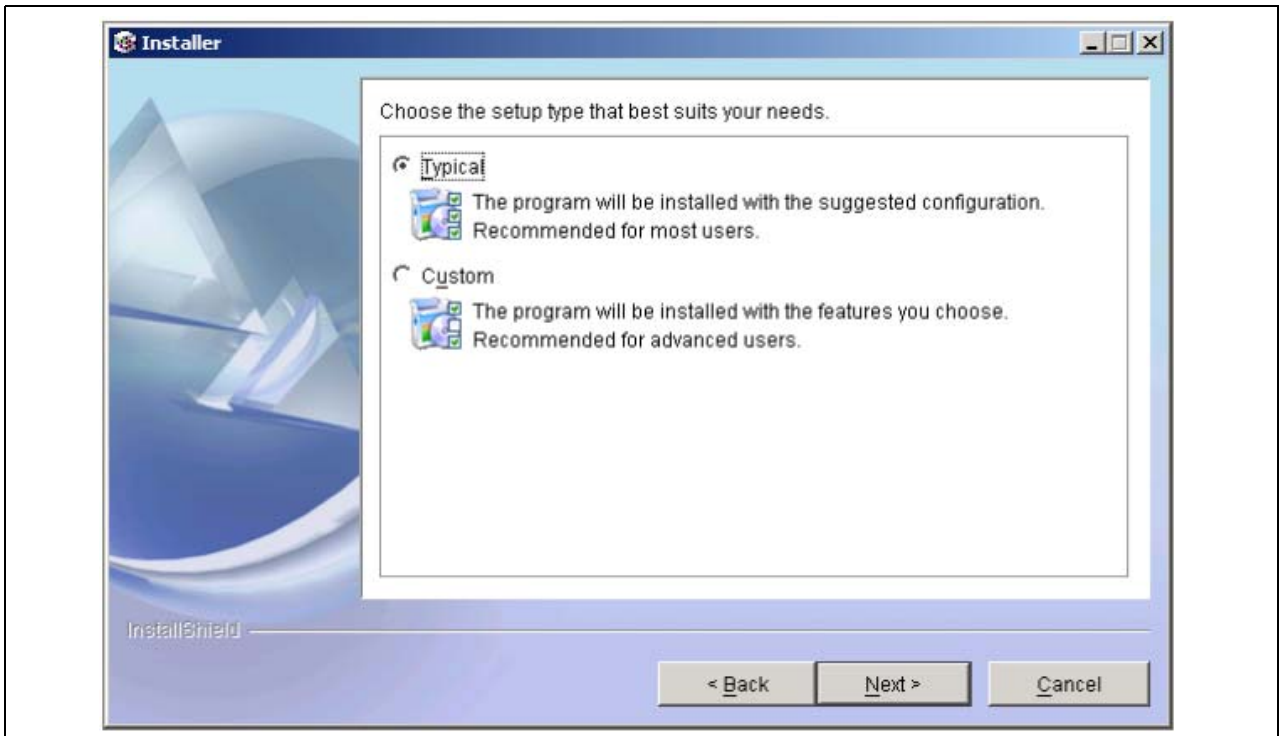 Installer
Choose the setup type that best suits your needs.
Typical
The program will be installed with the suggested configuration.
Recommended for most users.
Custom
The program will be installed with the features you choose.
Recommended for advanced users.
InstallShield
< Back
Next >
Cancel